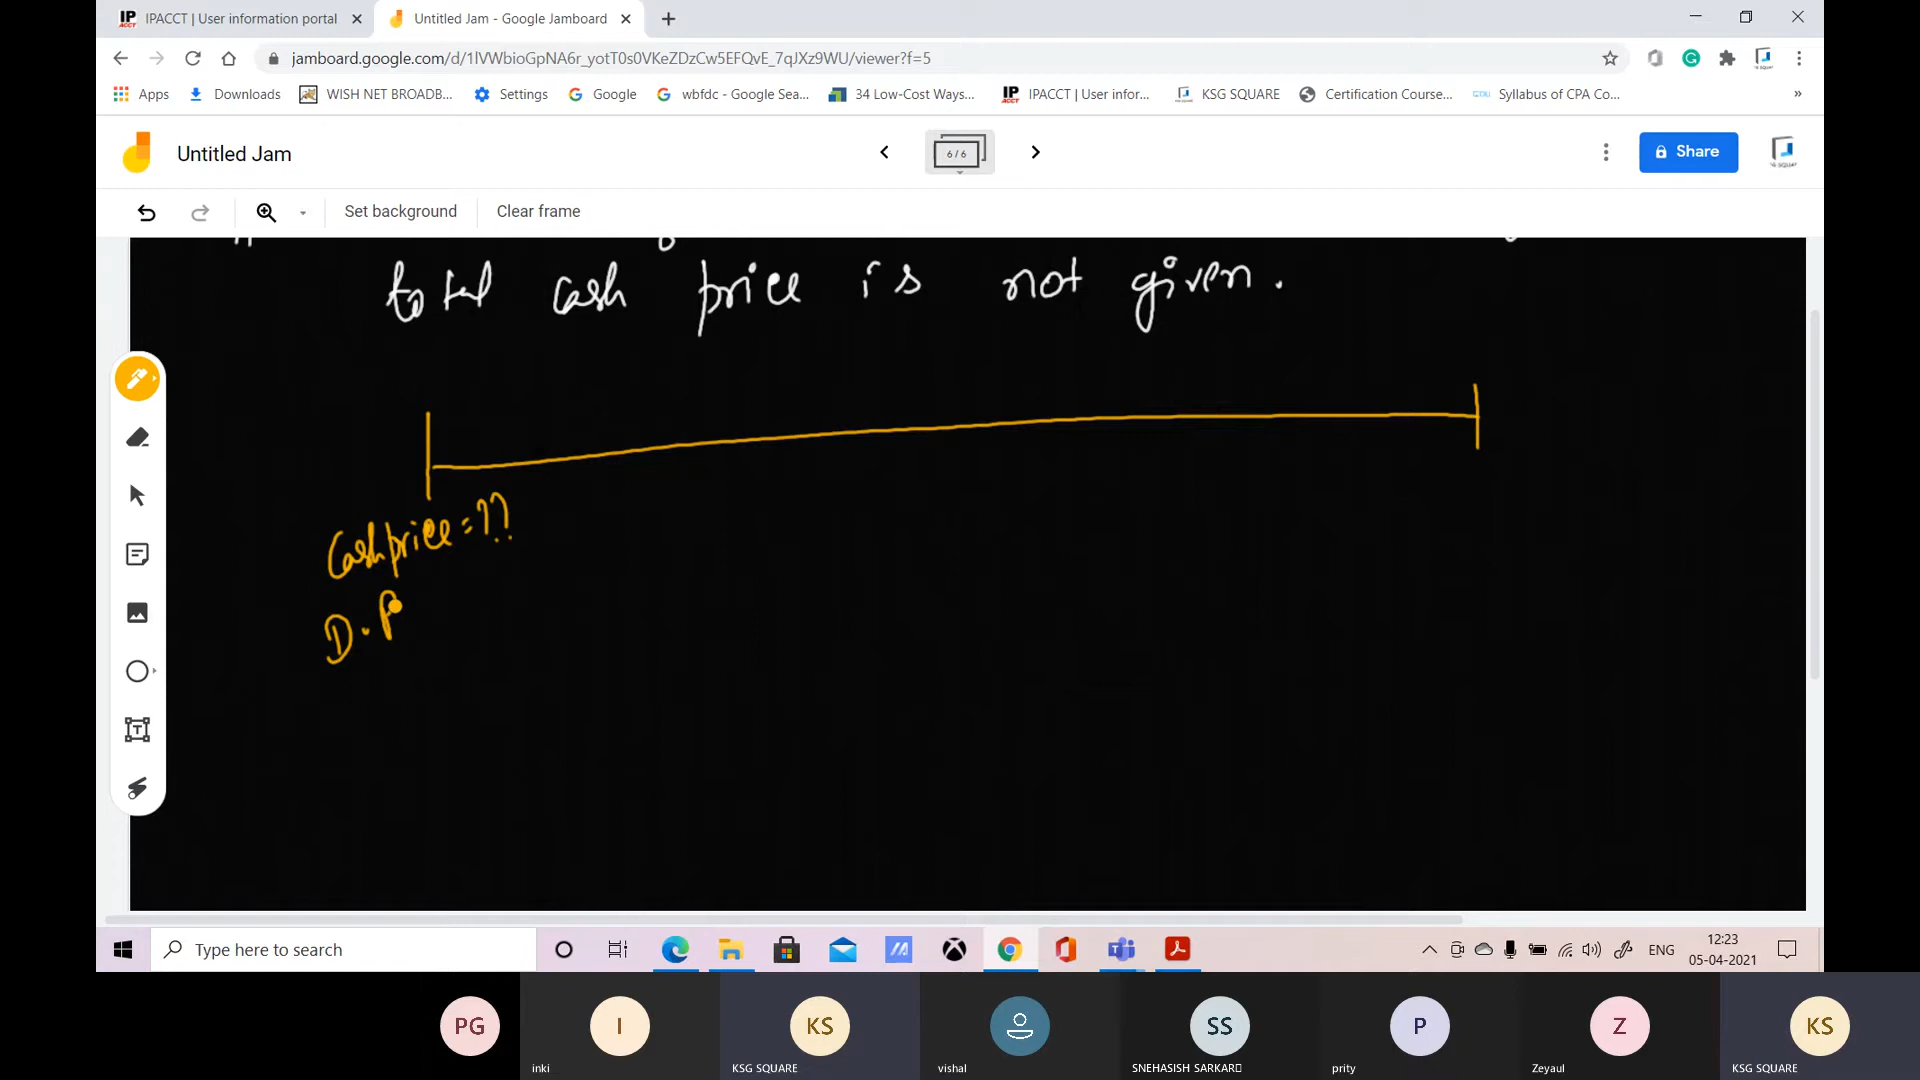 IPACCT | User information portal
Untitled Jam - Google Jamboard
jamboard.google.com/d/1lVWbioGpNA6r_yotT0s0VKeZDzCw5EFQvE_7qJXz9WU/viewer?f=5
Apps
Downloads
WISH NET BROADB...
Settings
Google
wbfdc - Google Sea...
34 Low-Cost Ways...
IPACCT | User infor...
KSG SQUARE
Certification Course...
Syllabus of CPA Co...
»
Untitled Jam
6 / 6
Share
Set background
Clear frame
total cash price is not given.
Cash price = ??
D. P
Type here to search
ENG
12:23
05-04-2021
PG
I
KS
SS
P
Z
KS
inki
KSG SQUARE
vishal
SNEHASISH SARKAR
prity
Zeyaul
KSG SQUARE